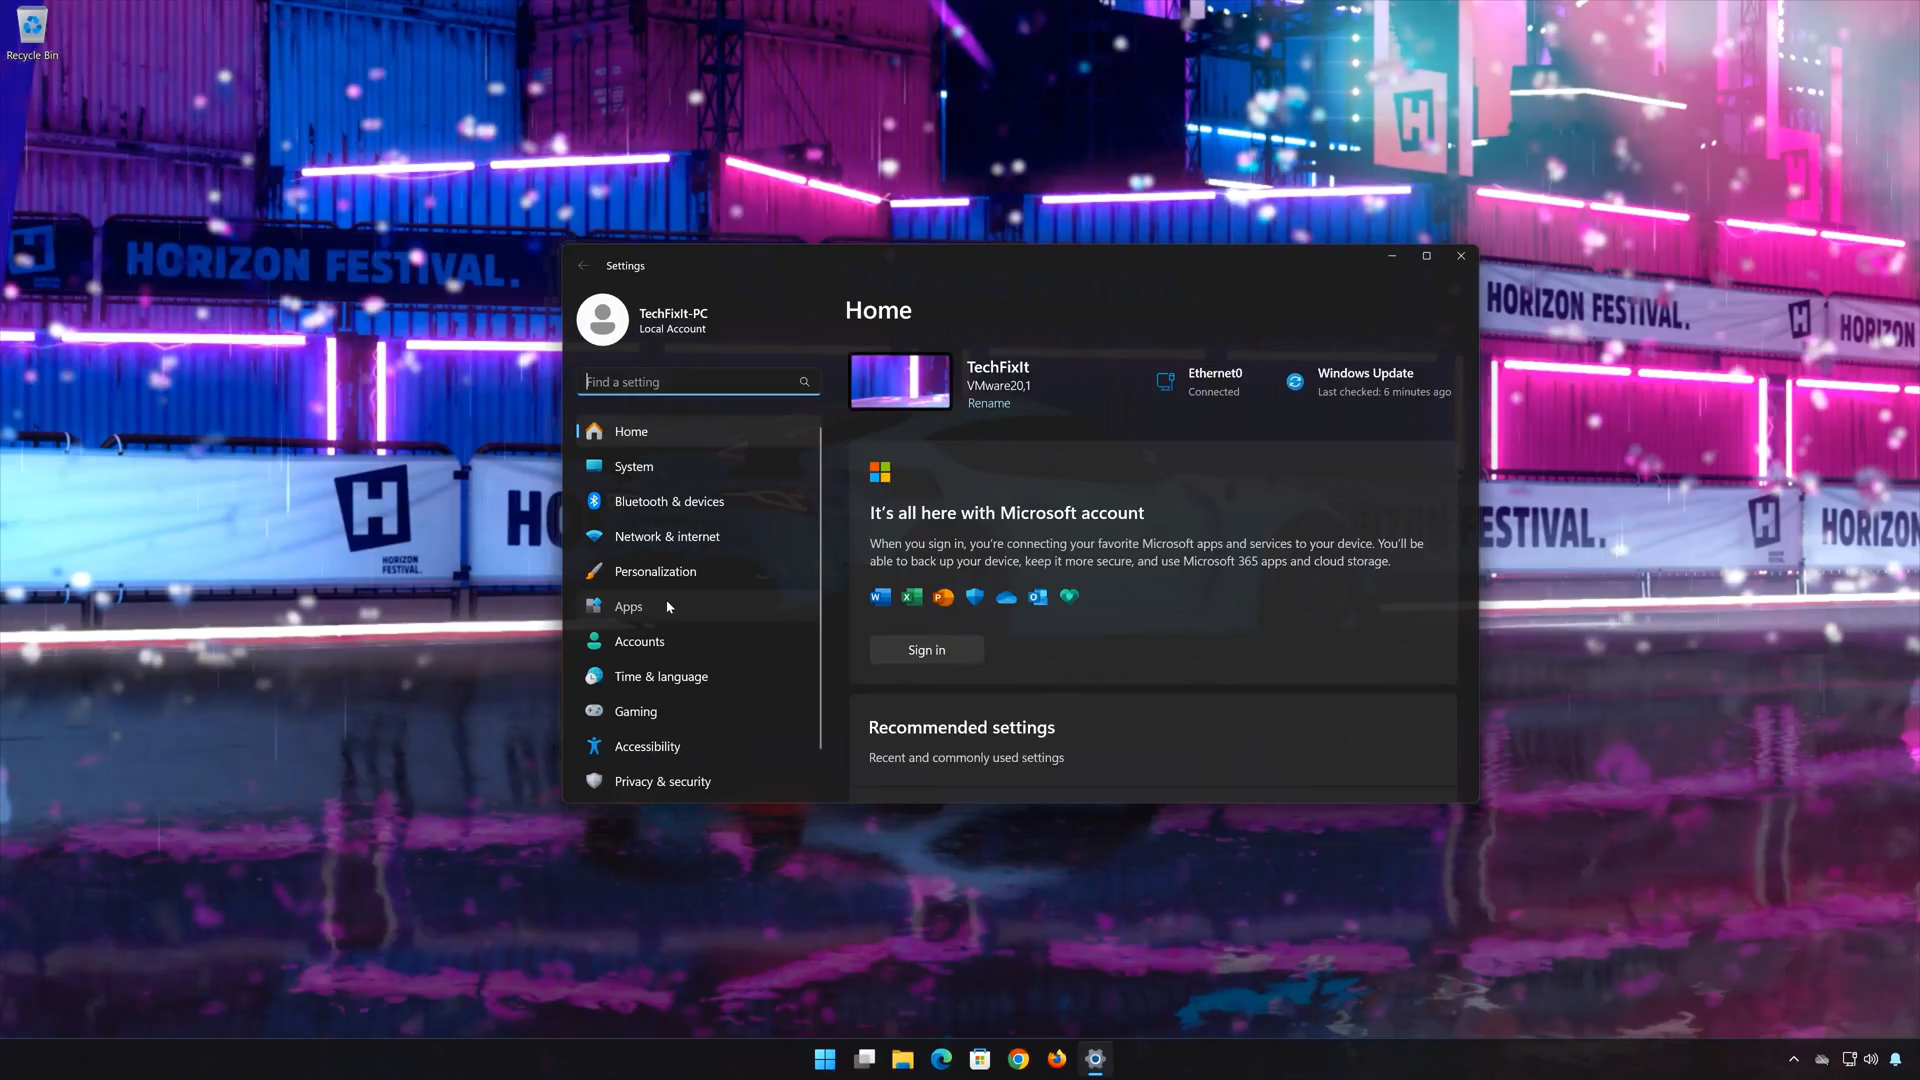 Recycle Bin
HORIZON FESTIVAL.
HORIZON FESTIVAL.
HORIZON
HORIZON
FESTIVAL.
H
ESTIVAL.
HORIZON
Settings
TechFixIt-PC
Local Account
Find a setting
Home
System
Bluetooth & devices
Network & internet
Personalization
Apps
Accounts
Time & language
Gaming
Accessibility
Privacy & security
Home
TechFixIt
VMware20,1
Rename
Ethernet0
Connected
Windows Update
Last checked: 6 minutes ago
It's all here with Microsoft account
When you sign in, you're connecting your favorite Microsoft apps and services to your device. You'll be
able to back up your device, keep it more secure, and use Microsoft 365 apps and cloud storage.
Sign in
Recommended settings
Recent and commonly used settings